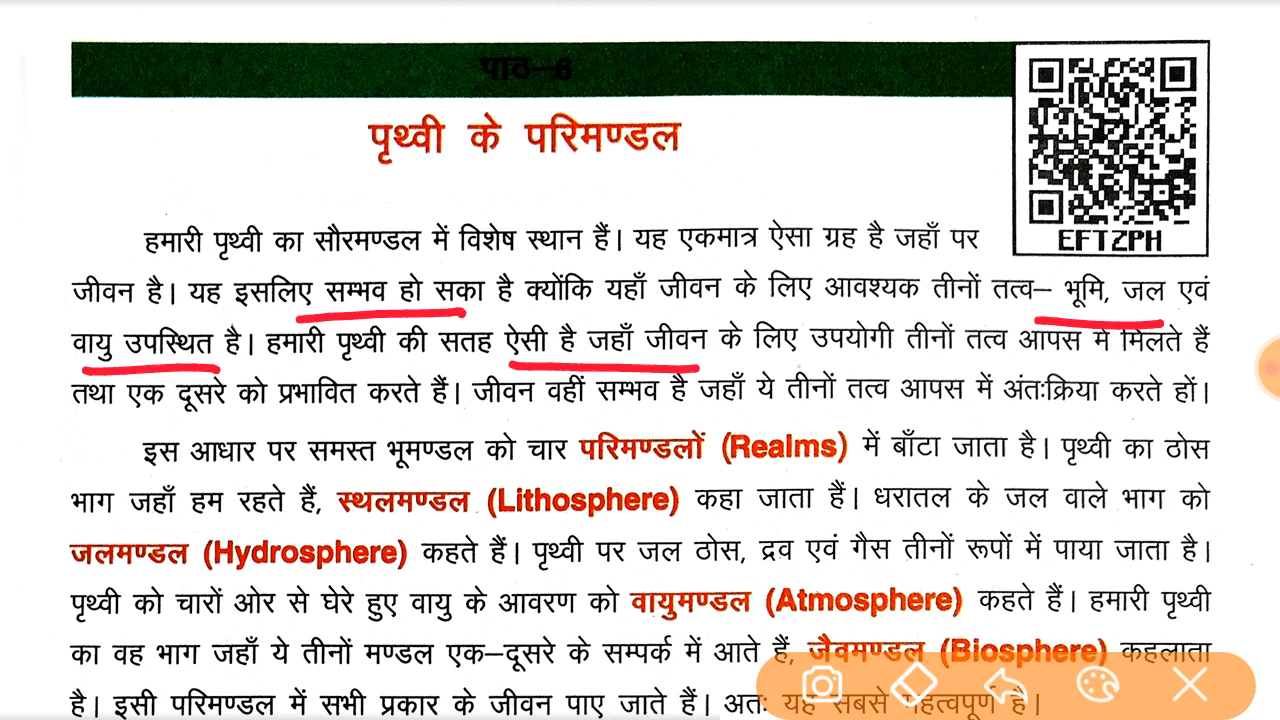 पाठ–6
पृथ्वी के परिमण्डल
EFTZPH
हमारी पृथ्वी का सौरमण्डल में विशेष स्थान हैं। यह एकमात्र ऐसा ग्रह है जहाँ पर
जीवन है। यह इसलिए सम्भव हो सका है क्योंकि यहाँ जीवन के लिए आवश्यक तीनों तत्व– भूमि, जल एवं
वायु उपस्थित है। हमारी पृथ्वी की सतह ऐसी है जहाँ जीवन के लिए उपयोगी तीनों तत्व आपस में मिलते हैं
तथा एक दूसरे को प्रभावित करते हैं। जीवन वहीं सम्भव है जहाँ ये तीनों तत्व आपस में अंतःक्रिया करते हों।
इस आधार पर समस्त भूमण्डल को चार परिमण्डलों (Realms) में बाँटा जाता है। पृथ्वी का ठोस
भाग जहाँ हम रहते हैं, स्थलमण्डल (Lithosphere) कहा जाता हैं। धरातल के जल वाले भाग को
जलमण्डल (Hydrosphere) कहते हैं। पृथ्वी पर जल ठोस, द्रव एवं गैस तीनों रूपों में पाया जाता है।
पृथ्वी को चारों ओर से घेरे हुए वायु के आवरण को वायुमण्डल (Atmosphere) कहते हैं। हमारी पृथ्वी
का वह भाग जहाँ ये तीनों मण्डल एक–दूसरे के सम्पर्क में आते हैं, जैवमण्डल (Biosphere) कहलाता
है। इसी परिमण्डल में सभी प्रकार के जीवन पाए जाते हैं। अतः यह सबसे महत्वपूर्ण है।